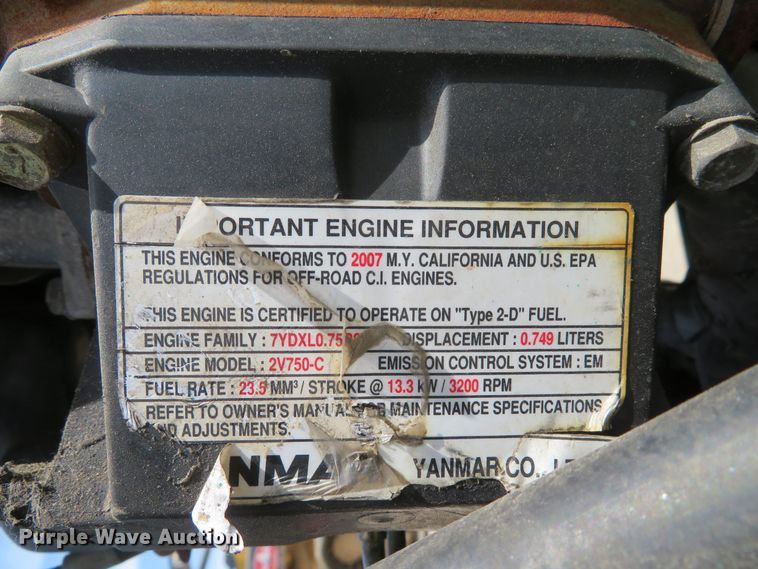 IMPORTANT ENGINE INFORMATION
THIS ENGINE CONFORMS TO 2007 M.Y. CALIFORNIA AND U.S. EPA
REGULATIONS FOR OFF-ROAD C.I. ENGINES.
THIS ENGINE IS CERTIFIED TO OPERATE ON "Type 2-D" FUEL.
ENGINE FAMILY : 7YDXL0.75 DISPLACEMENT : 0.749 LITERS
ENGINE MODEL : 2V750-C EMISSION CONTROL SYSTEM : EM
FUEL RATE : 23.5 MM³ / STROKE @ 13.3 kW / 3200 RPM
REFER TO OWNER'S MANUAL FOR MAINTENANCE SPECIFICATIONS
AND ADJUSTMENTS.
NMA YANMAR CO.,
Purple Wave Auction